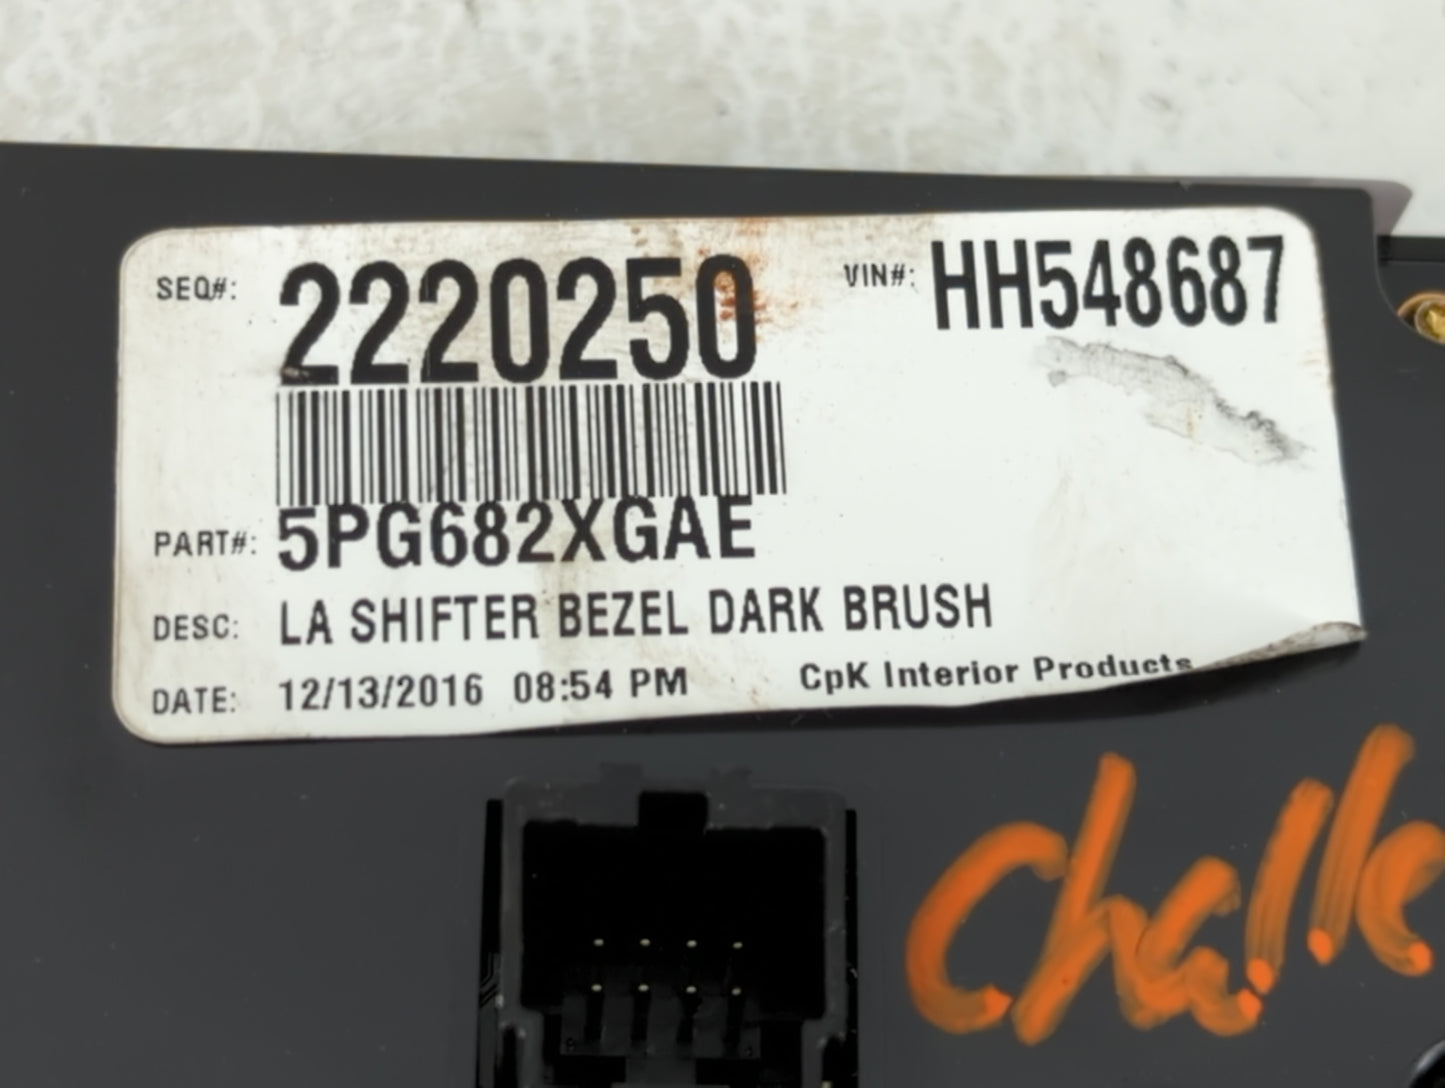 SEQ#: 2220250 VIN#: HH548687
PART#: 5PG682XGAE
DESC: LA SHIFTER BEZEL DARK BRUSH
DATE: 12/13/2016 08:54 PM CpK Interior Products
Challe